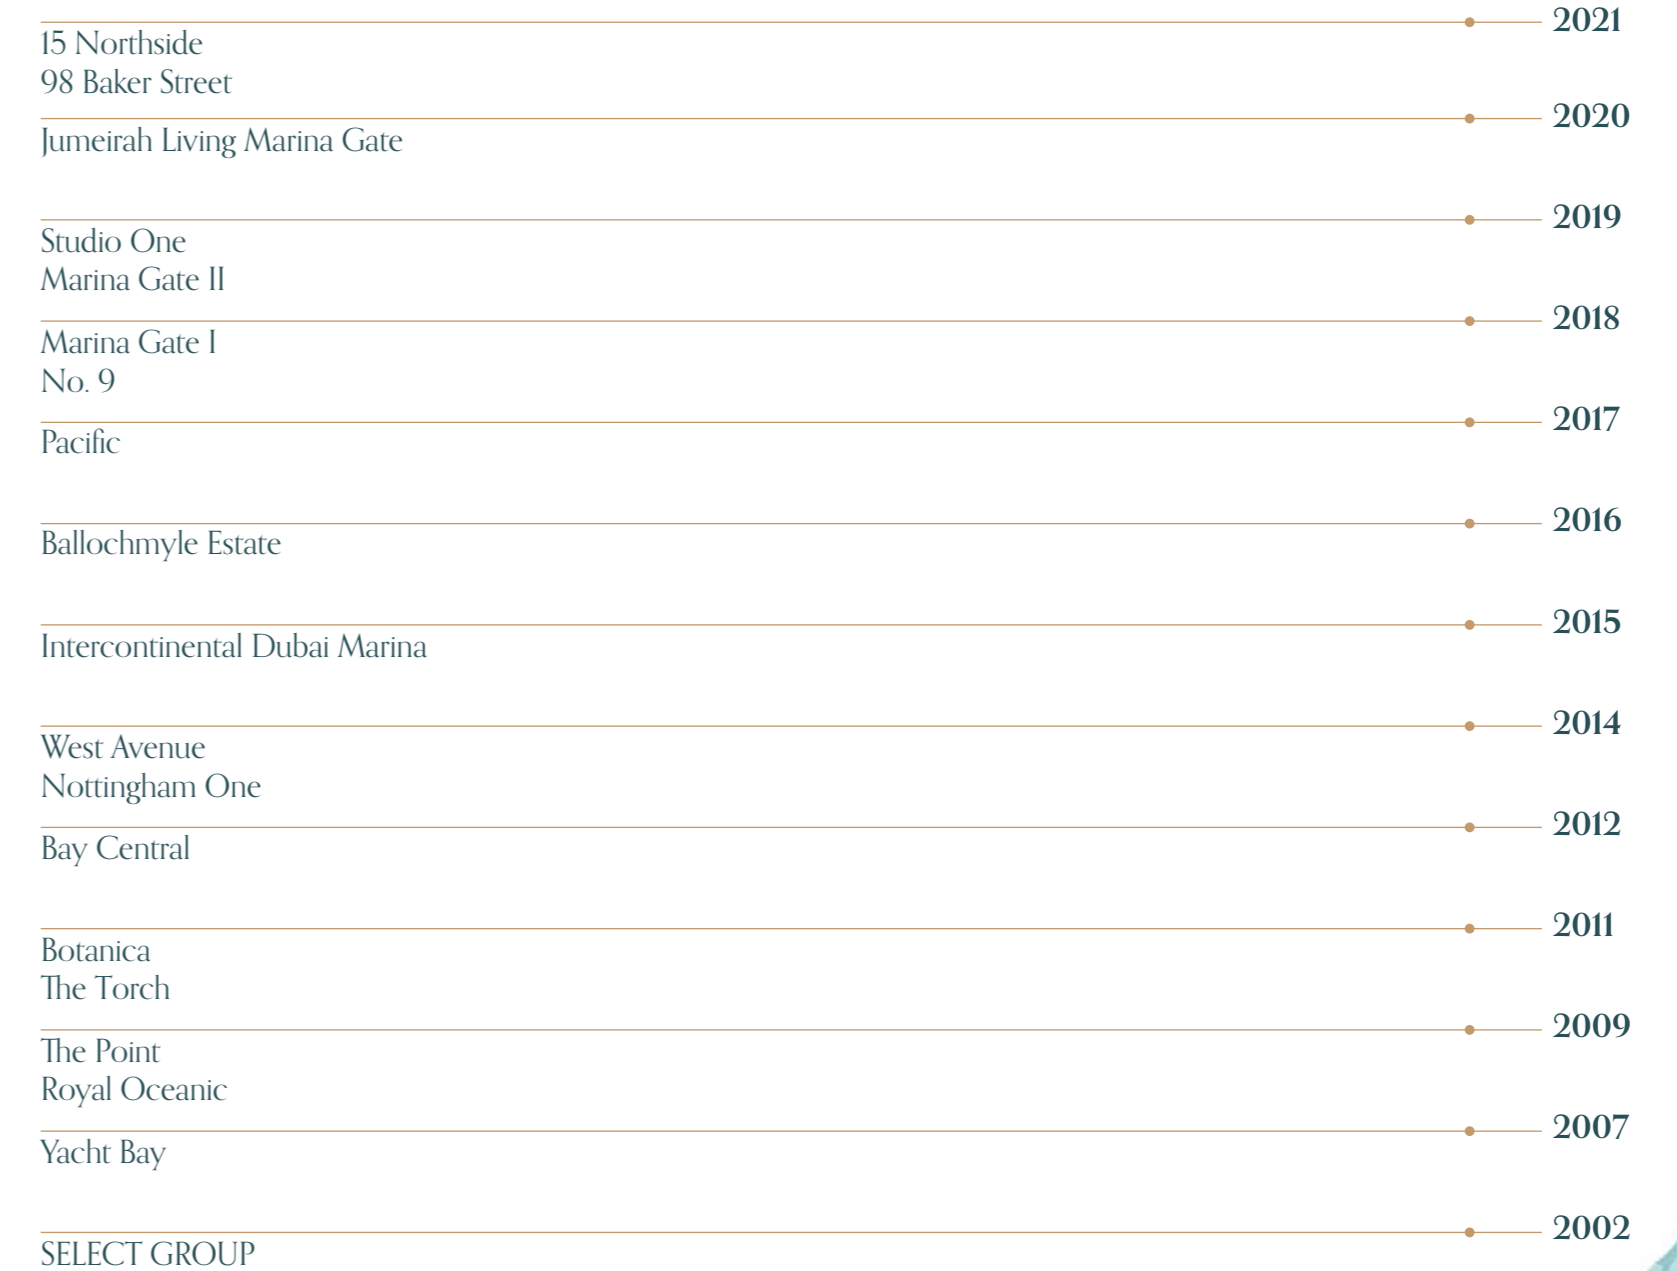 2021
15 Northside
98 Baker Street
2020
Jumeirah Living Marina Gate
2019
Studio One
Marina Gate II
2018
Marina Gate I
No. 9
2017
Pacific
2016
Ballochmyle Estate
2015
Intercontinental Dubai Marina
2014
West Avenue
Nottingham One
2012
Bay Central
2011
Botanica
The Torch
2009
The Point
Royal Oceanic
2007
Yacht Bay
2002
SELECT GROUP